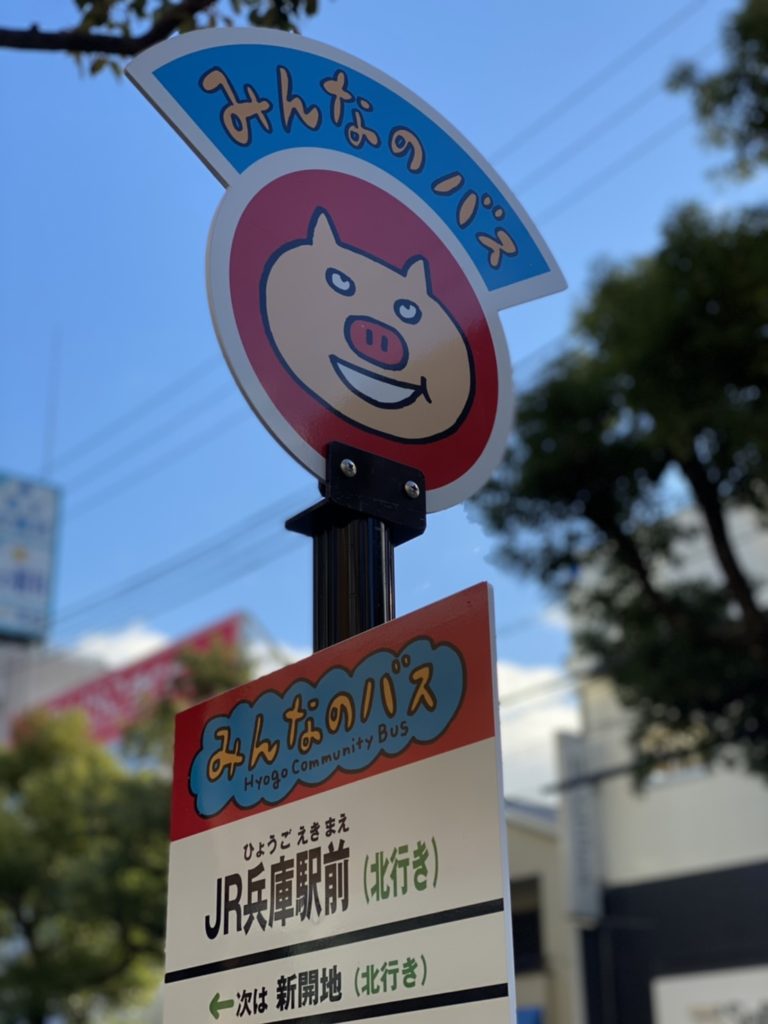 みんなのバス
みんなのバス
Hyogo Community Bus
ひょうごえきまえ
JR兵庫駅前(北行き)
←次は 新開地(北行き)